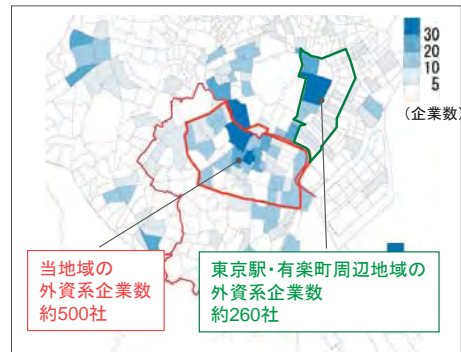 30
20
10
5
(企業数)
当地域の
外資系企業数
約500社
東京駅・有楽町周辺地域の
外資系企業数
約260社